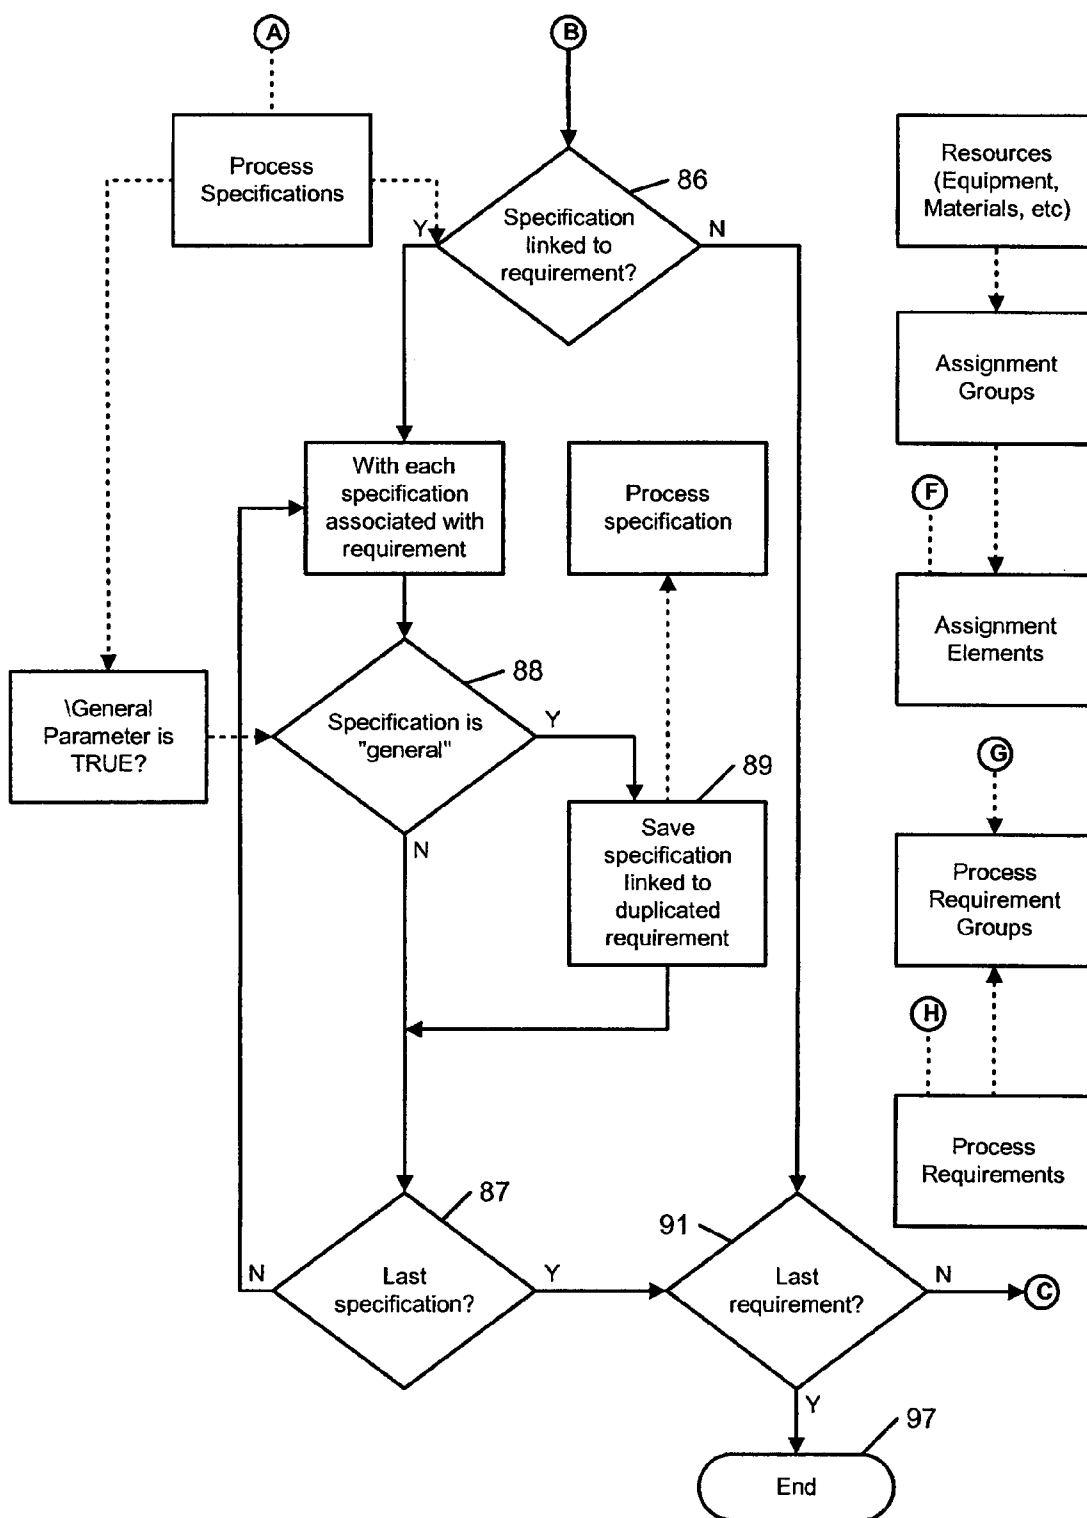 A
B
Process
Specifications
86
Specification
linked to
requirement?
Y
N
Resources
(Equipment,
Materials, etc)
Assignment
Groups
With each
specification
associated with
requirement
Process
specification
F
Assignment
Elements
\General
Parameter is
TRUE?
88
Specification is
"general"
Y
N
89
Save
specification
linked to
duplicated
requirement
G
Process
Requirement
Groups
H
Process
Requirements
87
Last
specification?
N
Y
91
Last
requirement?
N
C
Y
97
End